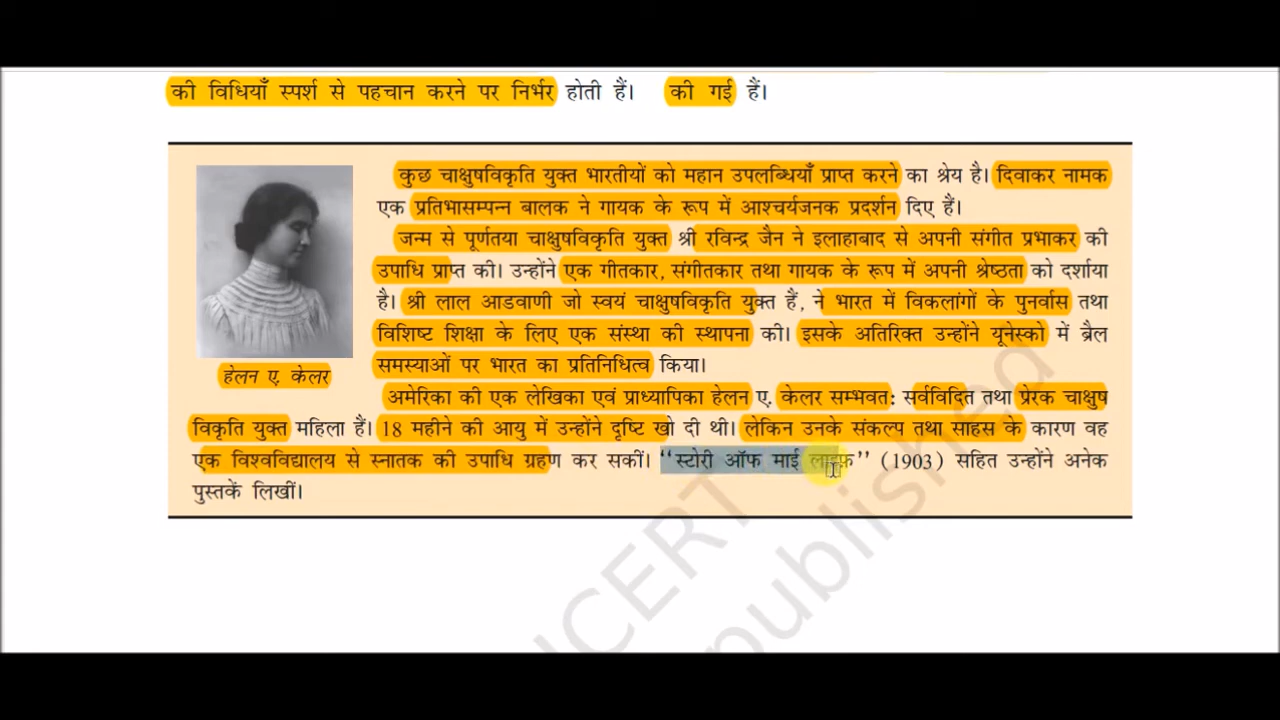 की विधियाँ स्पर्श से पहचान करने पर निर्भर होती हैं। की गई हैं।
कुछ चाक्षुषविकृति युक्त भारतीयों को महान उपलब्धियाँ प्राप्त करने का श्रेय है। दिवाकर नामक
एक प्रतिभासम्पन्न बालक ने गायक के रूप में आश्चर्यजनक प्रदर्शन दिए हैं।
जन्म से पूर्णतया चाक्षुषविकृति युक्त श्री रविन्द्र जैन ने इलाहाबाद से अपनी संगीत प्रभाकर की
उपाधि प्राप्त की। उन्होंने एक गीतकार, संगीतकार तथा गायक के रूप में अपनी श्रेष्ठता को दर्शाया
है। श्री लाल आडवाणी जो स्वयं चाक्षुषविकृति युक्त हैं, ने भारत में विकलांगों के पुनर्वास तथा
विशिष्ट शिक्षा के लिए एक संस्था की स्थापना की। इसके अतिरिक्त उन्होंने यूनेस्को में ब्रैल
समस्याओं पर भारत का प्रतिनिधित्व किया।
हेलन ए. केलर
अमेरिका की एक लेखिका एवं प्राध्यापिका हेलन ए. केलर सम्भवत: सर्वविदित तथा प्रेरक चाक्षुष
विकृति युक्त महिला हैं। 18 महीने की आयु में उन्होंने दृष्टि खो दी थी। लेकिन उनके संकल्प तथा साहस के कारण वह
एक विश्वविद्यालय से स्नातक की उपाधि ग्रहण कर सकीं। “स्टोरी ऑफ माई लाइफ़” (1903) सहित उन्होंने अनेक
पुस्तकें लिखीं।
NCERT
published